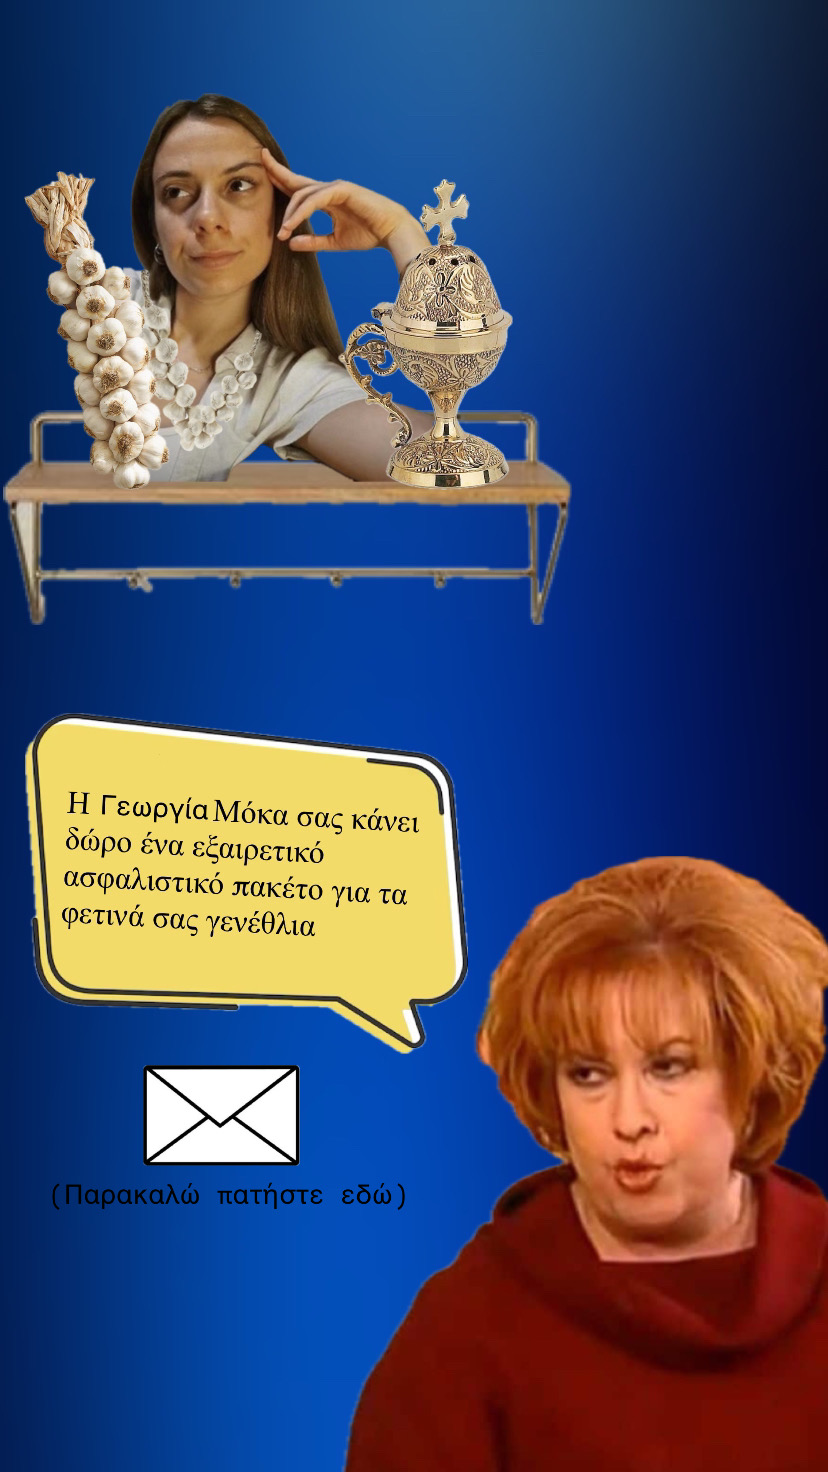 Η Γεωργία Μόκα σας κάνει
δώρο ένα εξαιρετικό
ασφαλιστικό πακέτο για τα
φετινά σας γενέθλια
(Παρακαλώ πατήστε εδώ)